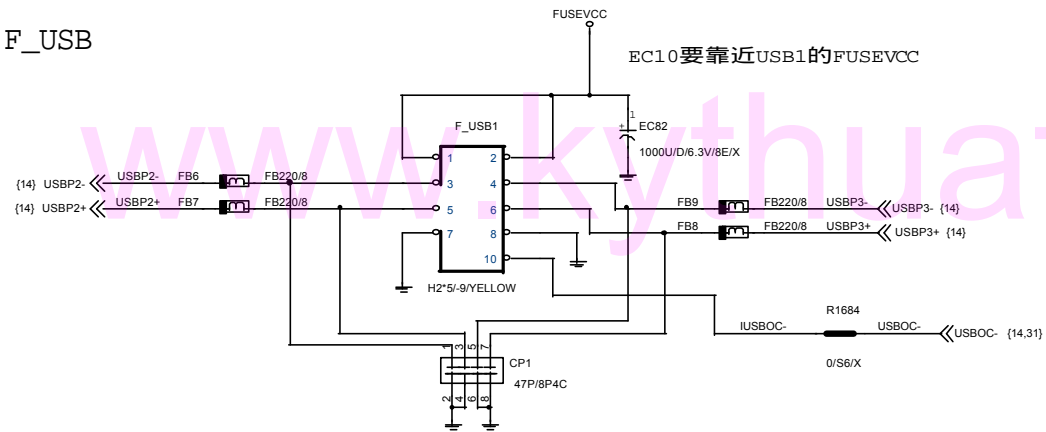 F_USB
FUSEVCC
EC10要靠近USB1的FUSEVCC
1
+
EC82
1000U/D/6.3V/8E/X
F_USB1
1 2
3 4
5 6
7 8
10
H2*5/-9/YELLOW
{14} USBP2- USBP2- FB6 FB220/8
{14} USBP2+ USBP2+ FB7 FB220/8
FB9 FB220/8 USBP3- USBP3- {14}
FB8 FB220/8 USBP3+ USBP3+ {14}
R1684
IUSBOC- USBOC- USBOC- {14,31}
0/S6/X
1 3 5 7
CP1
47P/8P4C
2 4 6 8
www.kythuat